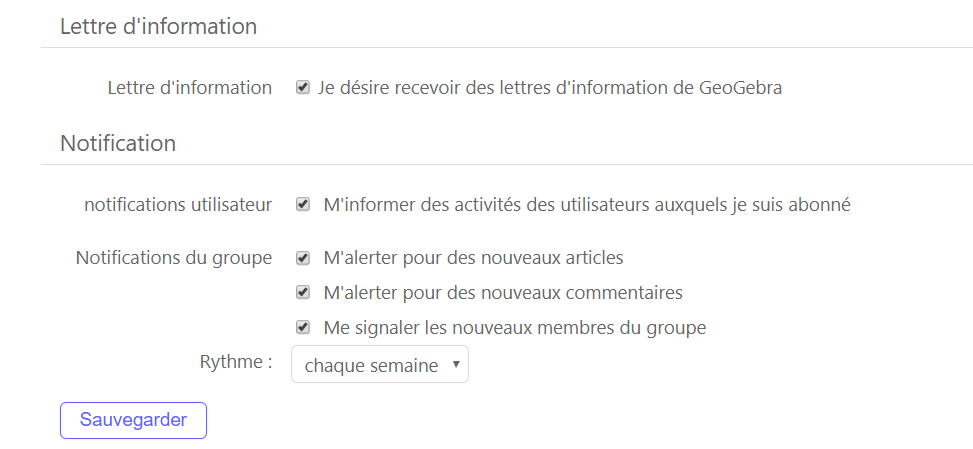 Lettre d'information
Lettre d'information Je désire recevoir des lettres d'information de GeoGebra
Notification
notifications utilisateur M'informer des activités des utilisateurs auxquels je suis abonné
Notifications du groupe M'alerter pour des nouveaux articles
M'alerter pour des nouveaux commentaires
Me signaler les nouveaux membres du groupe
Rythme : chaque semaine
Sauvegarder